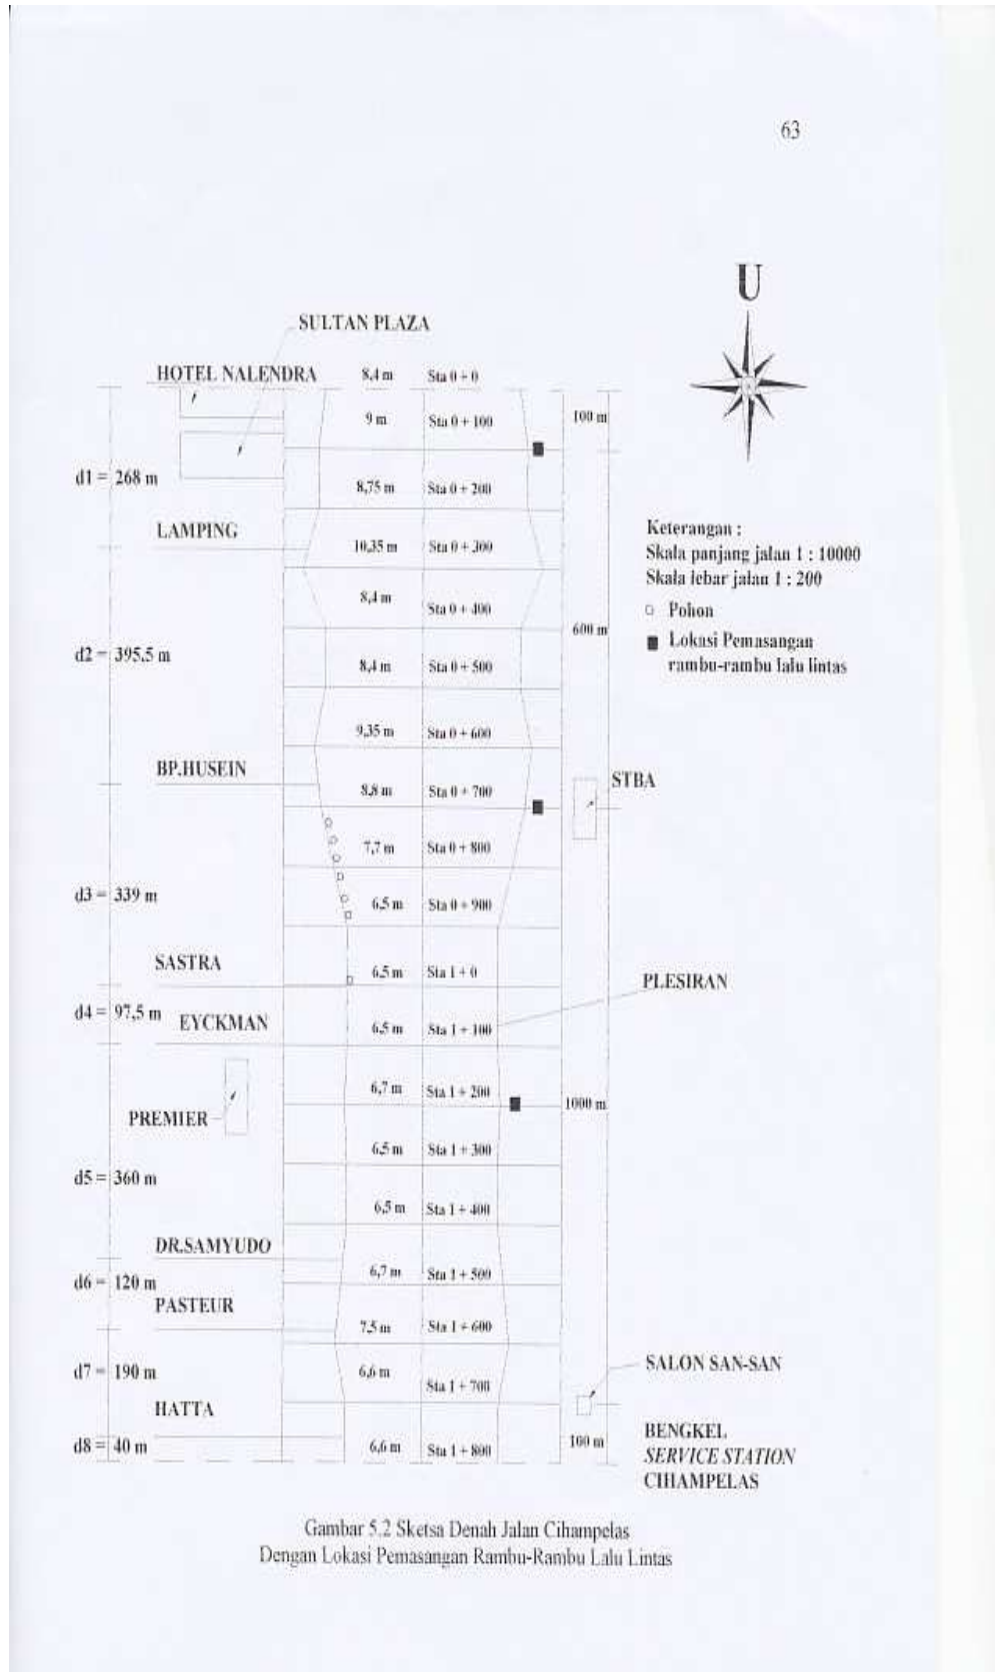 63
U
SULTAN PLAZA
HOTEL NALENDRA
8,4 m Sta 0 + 0
9 m Sta 0 + 100 100 m
d1 = 268 m
8,75 m Sta 0 + 200
LAMPING
10,35 m Sta 0 + 300
8,4 m Sta 0 + 400
600 m
d2 = 395,5 m
8,4 m Sta 0 + 500
9,35 m Sta 0 + 600
BP.HUSEIN
8,8 m Sta 0 + 700
STBA
7,7 m Sta 0 + 800
d3 = 339 m
6,5 m Sta 0 + 900
SASTRA
6,5 m Sta 1 + 0
PLESIRAN
d4 = 97,5 m
EYCKMAN
6,5 m Sta 1 + 100
6,7 m Sta 1 + 200
1000 m
PREMIER
6,5 m Sta 1 + 300
d5 = 360 m
6,5 m Sta 1 + 400
DR.SAMYUDO
6,7 m Sta 1 + 500
d6 = 120 m
PASTEUR
7,5 m Sta 1 + 600
d7 = 190 m
6,6 m Sta 1 + 700
SALON SAN-SAN
HATTA
d8 = 40 m
6,6 m Sta 1 + 800
100 m
BENGKEL
SERVICE STATION
CIHAMPELAS
Keterangan :
Skala panjang jalan 1 : 10000
Skala lebar jalan 1 : 200
Pohon
Lokasi Pemasangan
rambu-rambu lalu lintas
Gambar 5.2 Sketsa Denah Jalan Cihampelas
Dengan Lokasi Pemasangan Rambu-Rambu Lalu Lintas